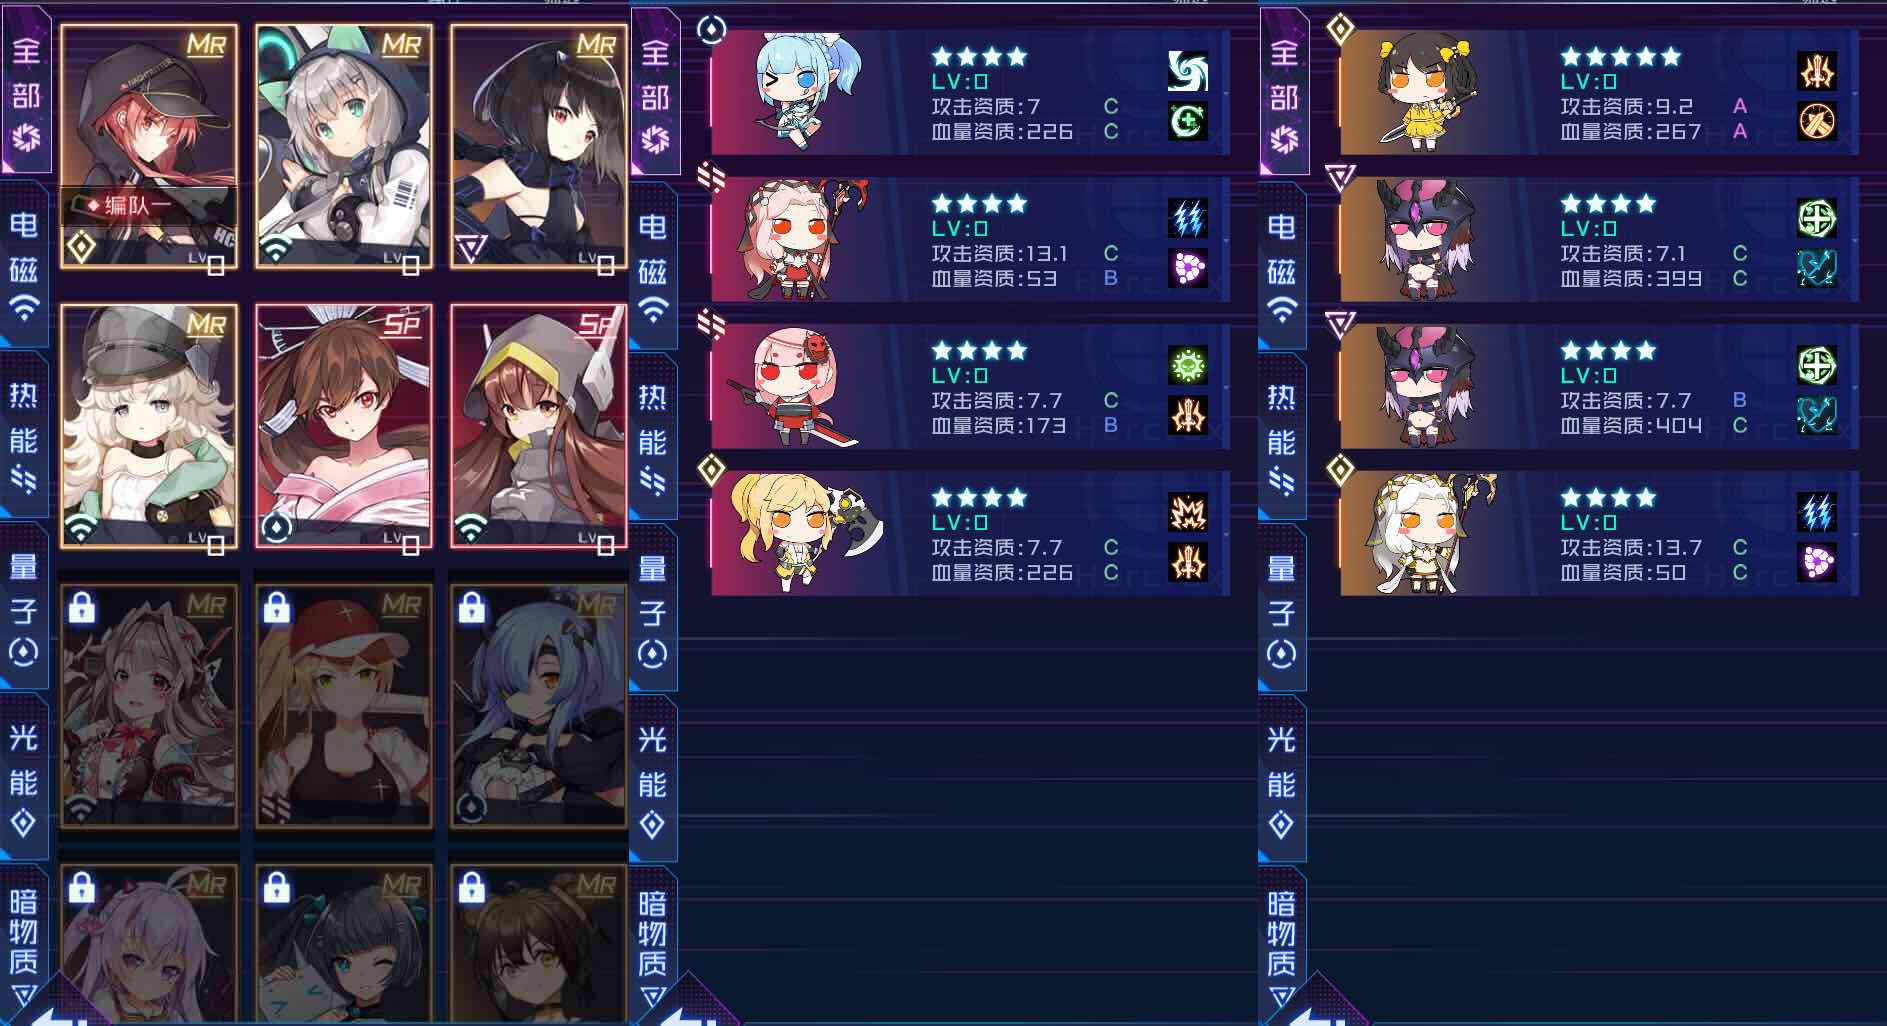 全部
电磁
热能
量子
光能
暗物质
MR
MR
MR
编队一
LV
LV
LV
MR
SP
SP
LV
LV
LV
MR
MR
MR
MR
MR
MR
全部
电磁
热能
量子
光能
暗物质
LV:0
攻击资质:7 C
血量资质:226 C
LV:0
攻击资质:13.1 C
血量资质:53 B
LV:0
攻击资质:7.7 C
血量资质:173 B
LV:0
攻击资质:7.7 C
血量资质:226 C
全部
电磁
热能
量子
光能
暗物质
LV:0
攻击资质:9.2 A
血量资质:267 A
LV:0
攻击资质:7.1 C
血量资质:399 C
LV:0
攻击资质:7.7 B
血量资质:404 C
LV:0
攻击资质:13.7 C
血量资质:50 C